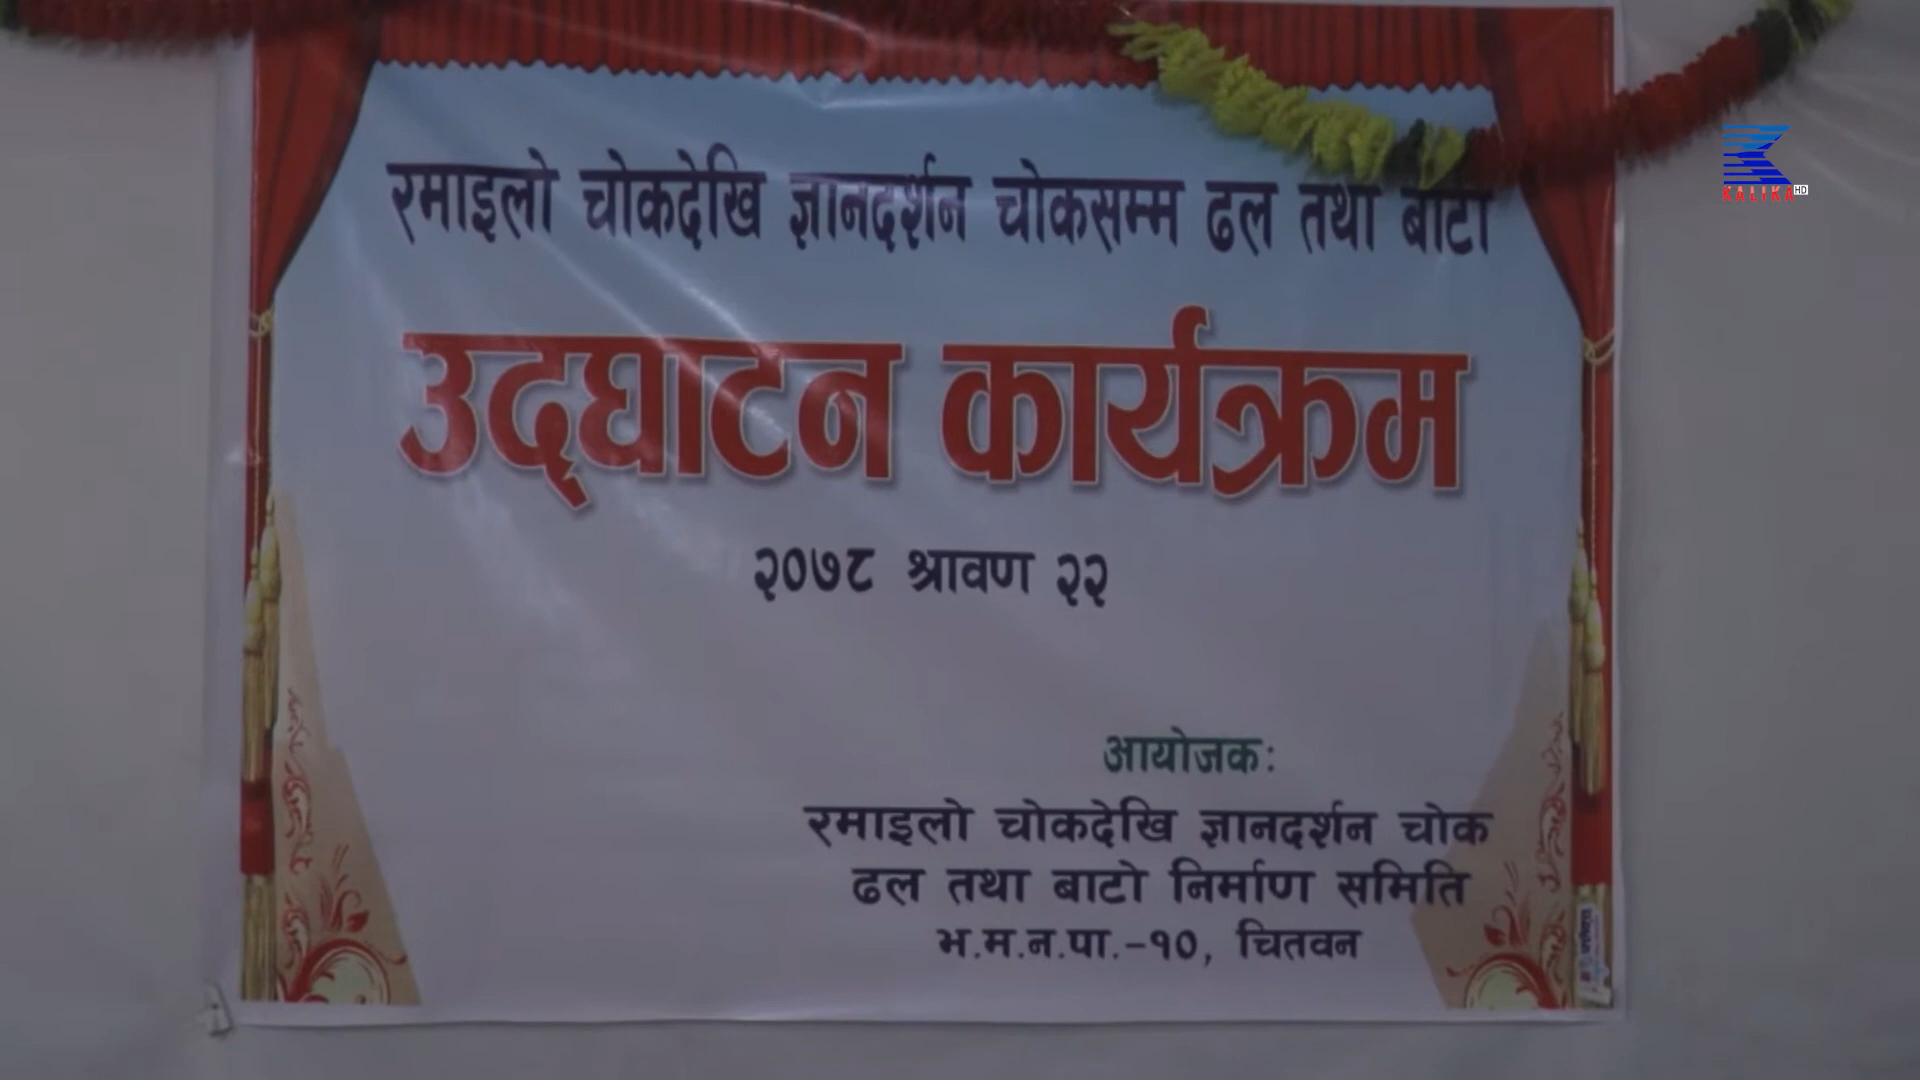 रमाइलो चोकदेखि ज्ञानदर्शन चोकसम्म ढल तथा बाटो
KALIKA HD
उद्‌घाटन कार्यक्रम
२०७८ श्रावण २२
आयोजकः
रमाइलो चोकदेखि ज्ञानदर्शन चोक
ढल तथा बाटो निर्माण समिति
भ.म.न.पा.-१०, चितवन